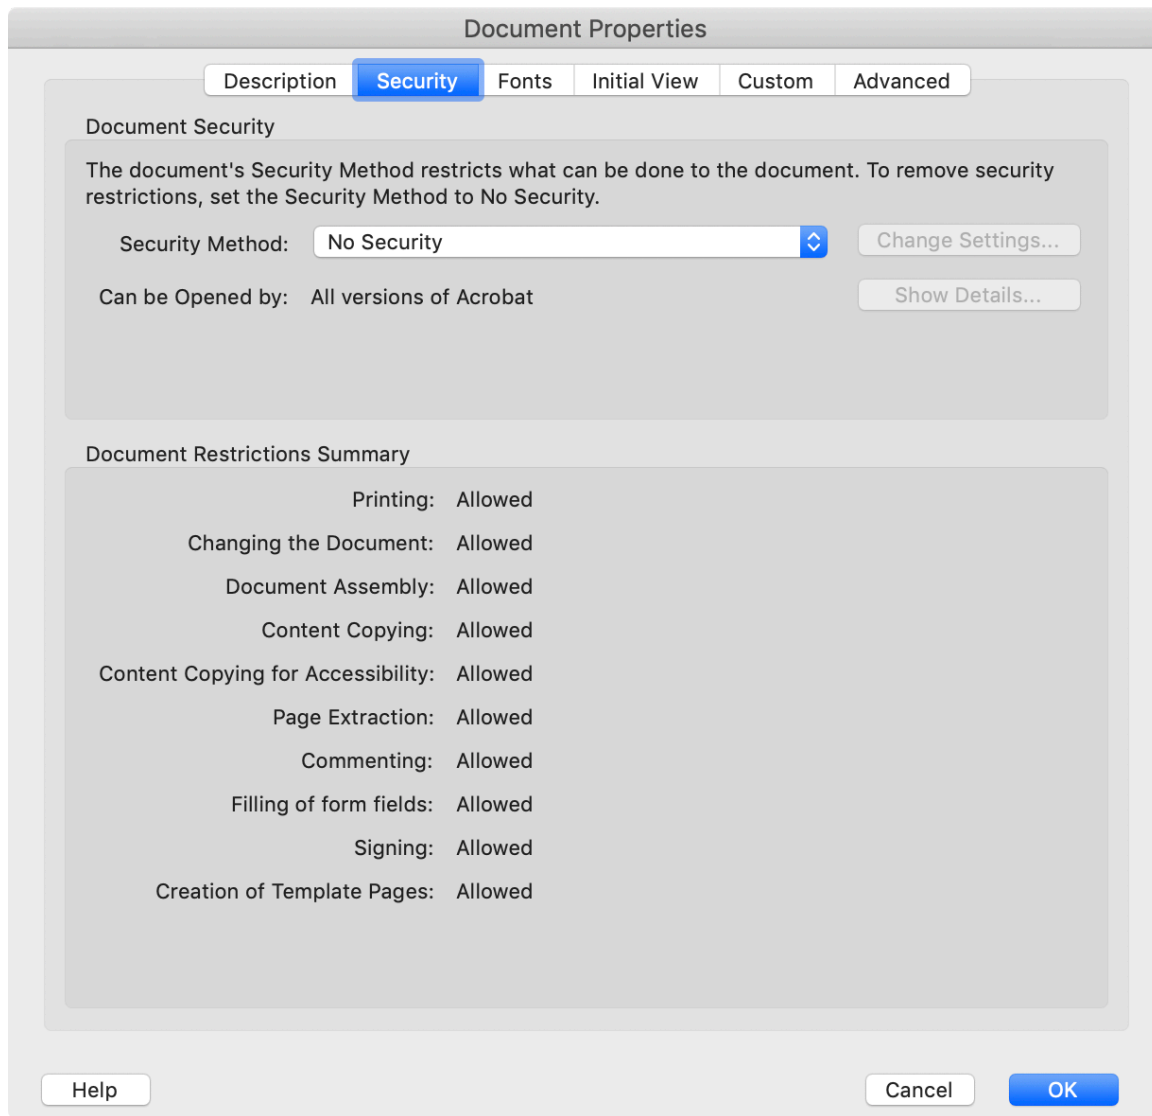 Document Properties
Description Security Fonts Initial View Custom Advanced
Document Security
The document's Security Method restricts what can be done to the document. To remove security
restrictions, set the Security Method to No Security.
Security Method: No Security Change Settings...
Can be Opened by: All versions of Acrobat Show Details...
Document Restrictions Summary
Printing: Allowed
Changing the Document: Allowed
Document Assembly: Allowed
Content Copying: Allowed
Content Copying for Accessibility: Allowed
Page Extraction: Allowed
Commenting: Allowed
Filling of form fields: Allowed
Signing: Allowed
Creation of Template Pages: Allowed
Help Cancel OK